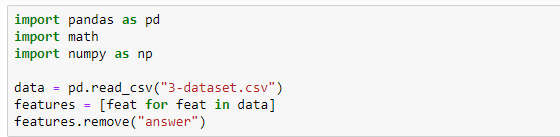 import pandas as pd
import math
import numpy as np
data = pd.read_csv("3-dataset.csv")
features = [feat for feat in data]
features.remove("answer")